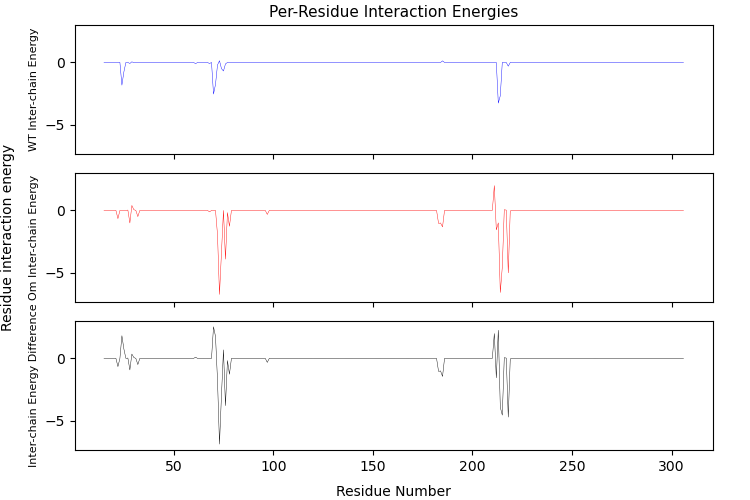 Per-Residue Interaction Energies
Residue interaction energy
WT Inter-chain Energy
0
−5
Om Inter-chain Energy
0
−5
Inter-chain Energy Difference
0
−5
50
100
150
200
250
300
Residue Number